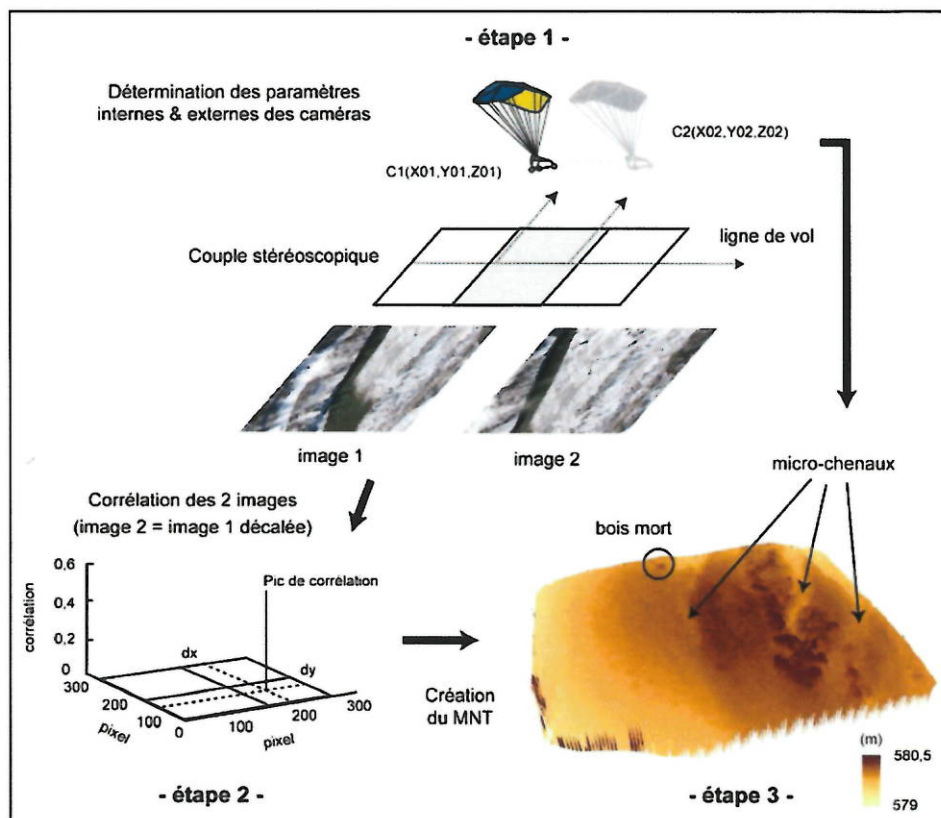 - étape 1 -
Détermination des paramètres
internes & externes des caméras
C1(X01,Y01,Z01)
C2(X02,Y02,Z02)
Couple stéréoscopique
ligne de vol
image 1
image 2
Corrélation des 2 images
(image 2 = image 1 décalée)
micro-chenaux
bois mort
0,6
0,4
0,2
0
corrélation
Pic de corrélation
dx
dy
300
200
100
0
pixel
100
200
300
pixel
Création
du MNT
(m)
580,5
579
- étape 2 -
- étape 3 -